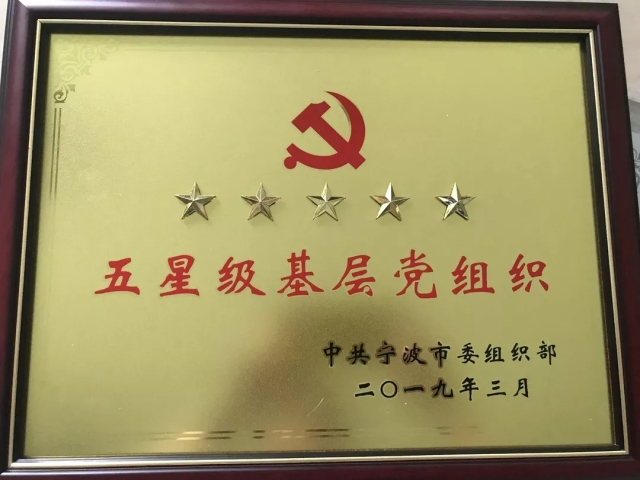 五星级基层党组织
中共宁波市委组织部
二〇一九年三月